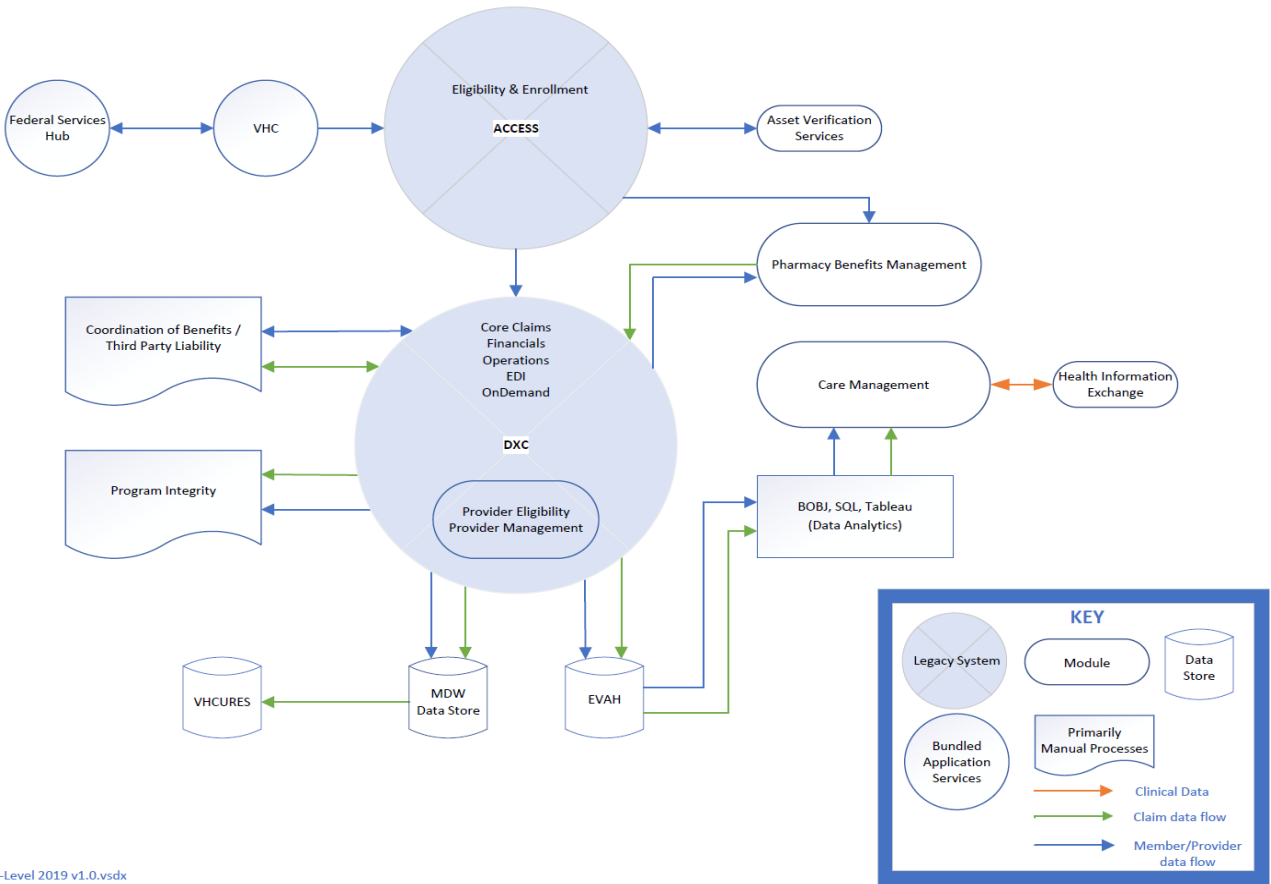 Eligibility & Enrollment
ACCESS
Federal Services
Hub
VHC
Asset Verification
Services
Pharmacy Benefits Management
Coordination of Benefits /
Third Party Liability
Core Claims
Financials
Operations
EDI
OnDemand
Care Management
Health Information
Exchange
DXC
Program Integrity
Provider Eligibility
Provider Management
BOBJ, SQL, Tableau
(Data Analytics)
VHCURES
MDW
Data Store
EVAH
KEY
Legacy System
Module
Data
Store
Bundled
Application
Services
Primarily
Manual Processes
Clinical Data
Claim data flow
Member/Provider
data flow
-Level 2019 v1.0.vsdx